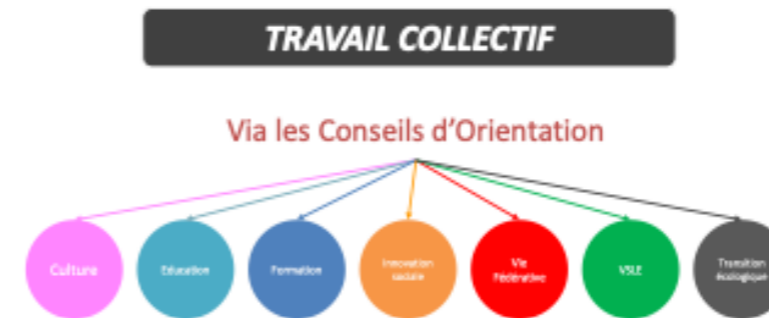 TRAVAIL COLLECTIF
Via les Conseils d'Orientation
Culture
Education
Formation
Innovation
sociale
Vie
Fédérative
VSLE
Transition
écologique